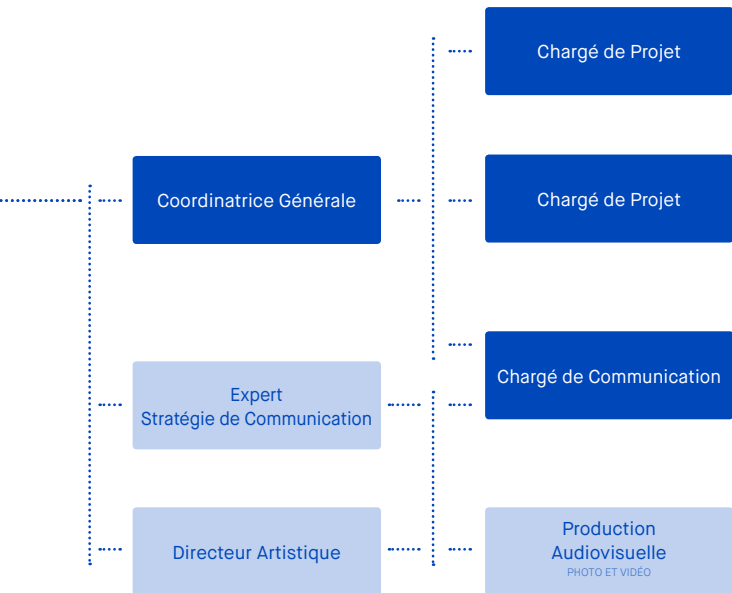 Chargé de Projet
Coordinatrice Générale
Chargé de Projet
Chargé de Communication
Expert
Stratégie de Communication
Directeur Artistique
Production
Audiovisuelle
PHOTO ET VIDÉO